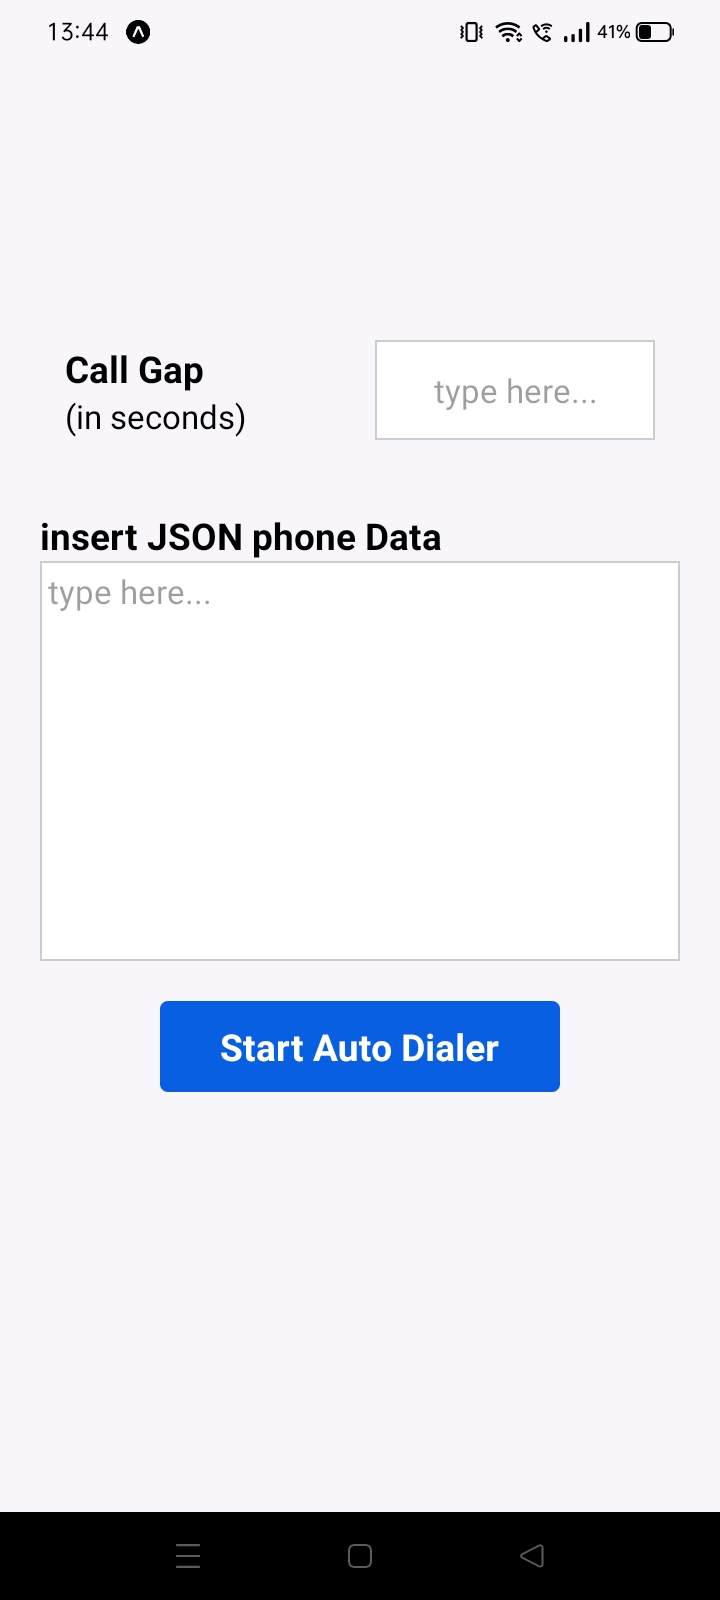 13:44
41%
Call Gap
(in seconds)
type here...
insert JSON phone Data
type here...
Start Auto Dialer